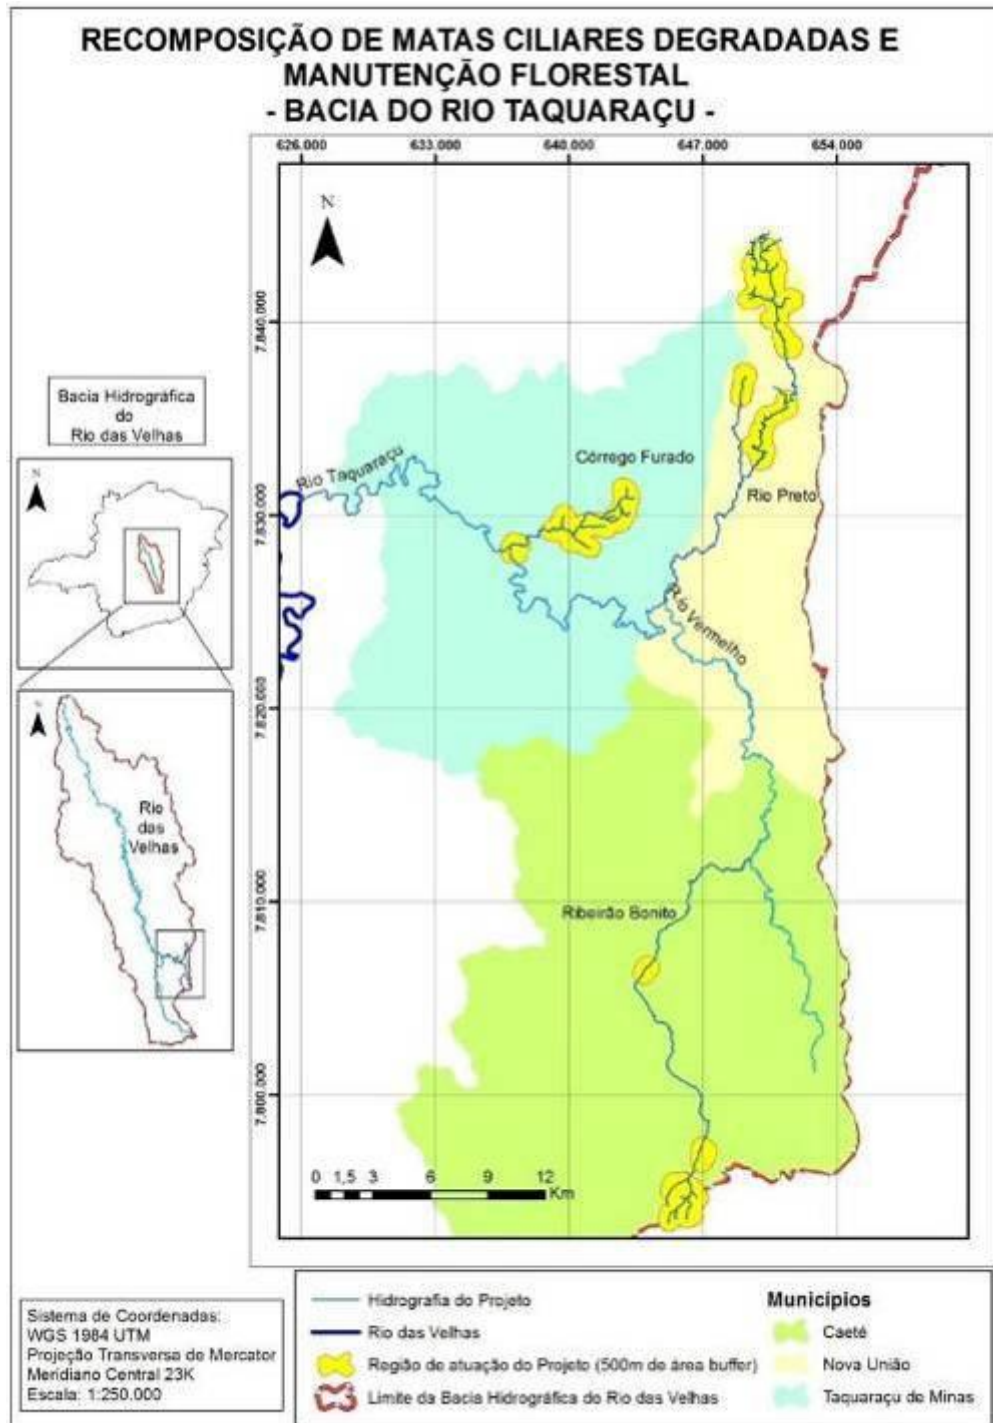 RECOMPOSIÇÃO DE MATAS CILIARES DEGRADADAS E
MANUTENÇÃO FLORESTAL
- BACIA DO RIO TAQUARAÇU -
626.000
633.000
640.000
647.000
654.000
N
7.840.000
7.830.000
7.820.000
7.810.000
7.800.000
Bacia Hidrográfica
do
Rio das Velhas
N
N
Rio
das
Velhas
Rio Taquaraçu
Córrego Furado
Rio Preto
Rio Vermelho
Ribeirão Bonito
0 1,5 3 6 9 12
Km
Sistema de Coordenadas:
WGS 1984 UTM
Projeção Transversa de Mercator
Meridiano Central 23K
Escala: 1:250.000
Hidrografia do Projeto
Rio das Velhas
Região de atuação do Projeto (500m de área buffer)
Limite da Bacia Hidrográfica do Rio das Velhas
Municípios
Caeté
Nova União
Taquaraçu de Minas